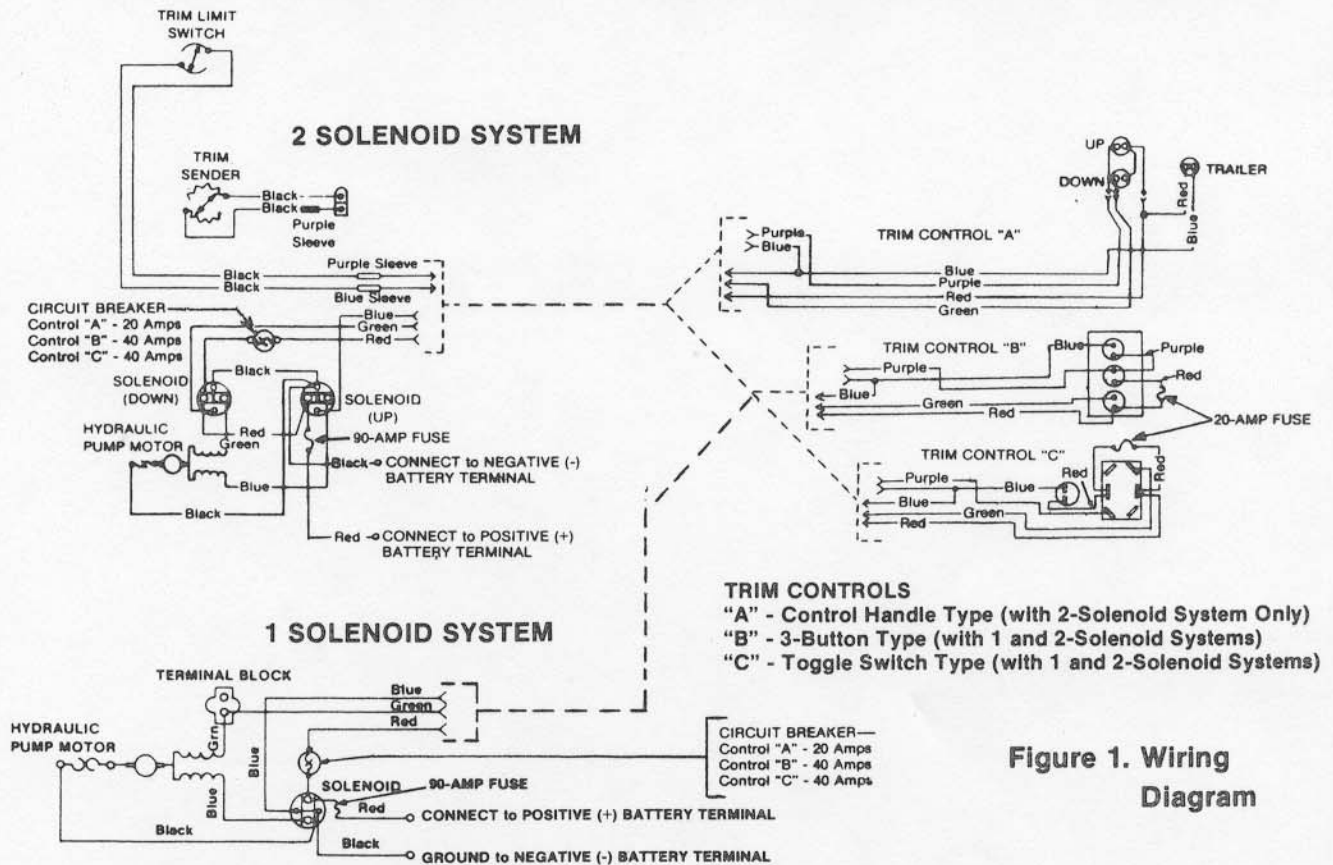 TRIM LIMIT
SWITCH
2 SOLENOID SYSTEM
TRIM
SENDER
Black
Black
Purple
Sleeve
Purple Sleeve
Black
Black
Blue Sleeve
CIRCUIT BREAKER
Control "A" - 20 Amps
Control "B" - 40 Amps
Control "C" - 40 Amps
Blue
Green
Red
Black
SOLENOID
(DOWN)
SOLENOID
(UP)
Red
Green
90-AMP FUSE
HYDRAULIC
PUMP MOTOR
Black
CONNECT to NEGATIVE (-)
BATTERY TERMINAL
Blue
Black
Red
CONNECT to POSITIVE (+)
BATTERY TERMINAL
UP
DOWN
TRAILER
Red
Blue
Purple
Blue
TRIM CONTROL "A"
Blue
Purple
Red
Green
TRIM CONTROL "B"
Blue
Purple
Purple
Red
Blue
Green
Red
20-AMP FUSE
TRIM CONTROL "C"
Red
Red
Purple
Blue
Blue
Green
Red
TRIM CONTROLS
"A" - Control Handle Type (with 2-Solenoid System Only)
"B" - 3-Button Type (with 1 and 2-Solenoid Systems)
"C" - Toggle Switch Type (with 1 and 2-Solenoid Systems)
1 SOLENOID SYSTEM
TERMINAL BLOCK
Blue
Green
Red
HYDRAULIC
PUMP MOTOR
Grn
Blue
Blue
SOLENOID
90-AMP FUSE
Red
CONNECT to POSITIVE (+) BATTERY TERMINAL
Black
Black
GROUND to NEGATIVE (-) BATTERY TERMINAL
CIRCUIT BREAKER
Control "A" - 20 Amps
Control "B" - 40 Amps
Control "C" - 40 Amps
Figure 1. Wiring
Diagram